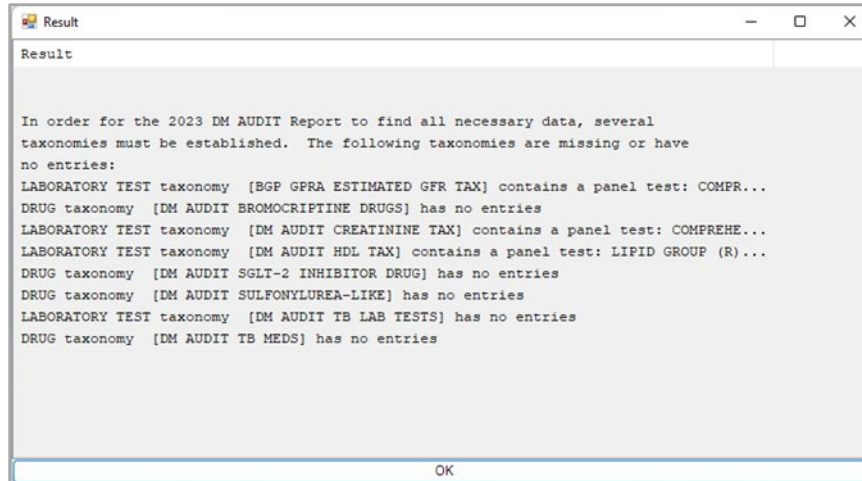 Result
Result
In order for the 2023 DM AUDIT Report to find all necessary data, several
taxonomies must be established.  The following taxonomies are missing or have
no entries:
LABORATORY TEST taxonomy  [BGP GPRA ESTIMATED GFR TAX] contains a panel test: COMPR...
DRUG taxonomy  [DM AUDIT BROMOCRIPTINE DRUGS] has no entries
LABORATORY TEST taxonomy  [DM AUDIT CREATININE TAX] contains a panel test: COMPREHE...
LABORATORY TEST taxonomy  [DM AUDIT HDL TAX] contains a panel test: LIPID GROUP (R)...
DRUG taxonomy  [DM AUDIT SGLT-2 INHIBITOR DRUG] has no entries
DRUG taxonomy  [DM AUDIT SULFONYLUREA-LIKE] has no entries
LABORATORY TEST taxonomy  [DM AUDIT TB LAB TESTS] has no entries
DRUG taxonomy  [DM AUDIT TB MEDS] has no entries
OK